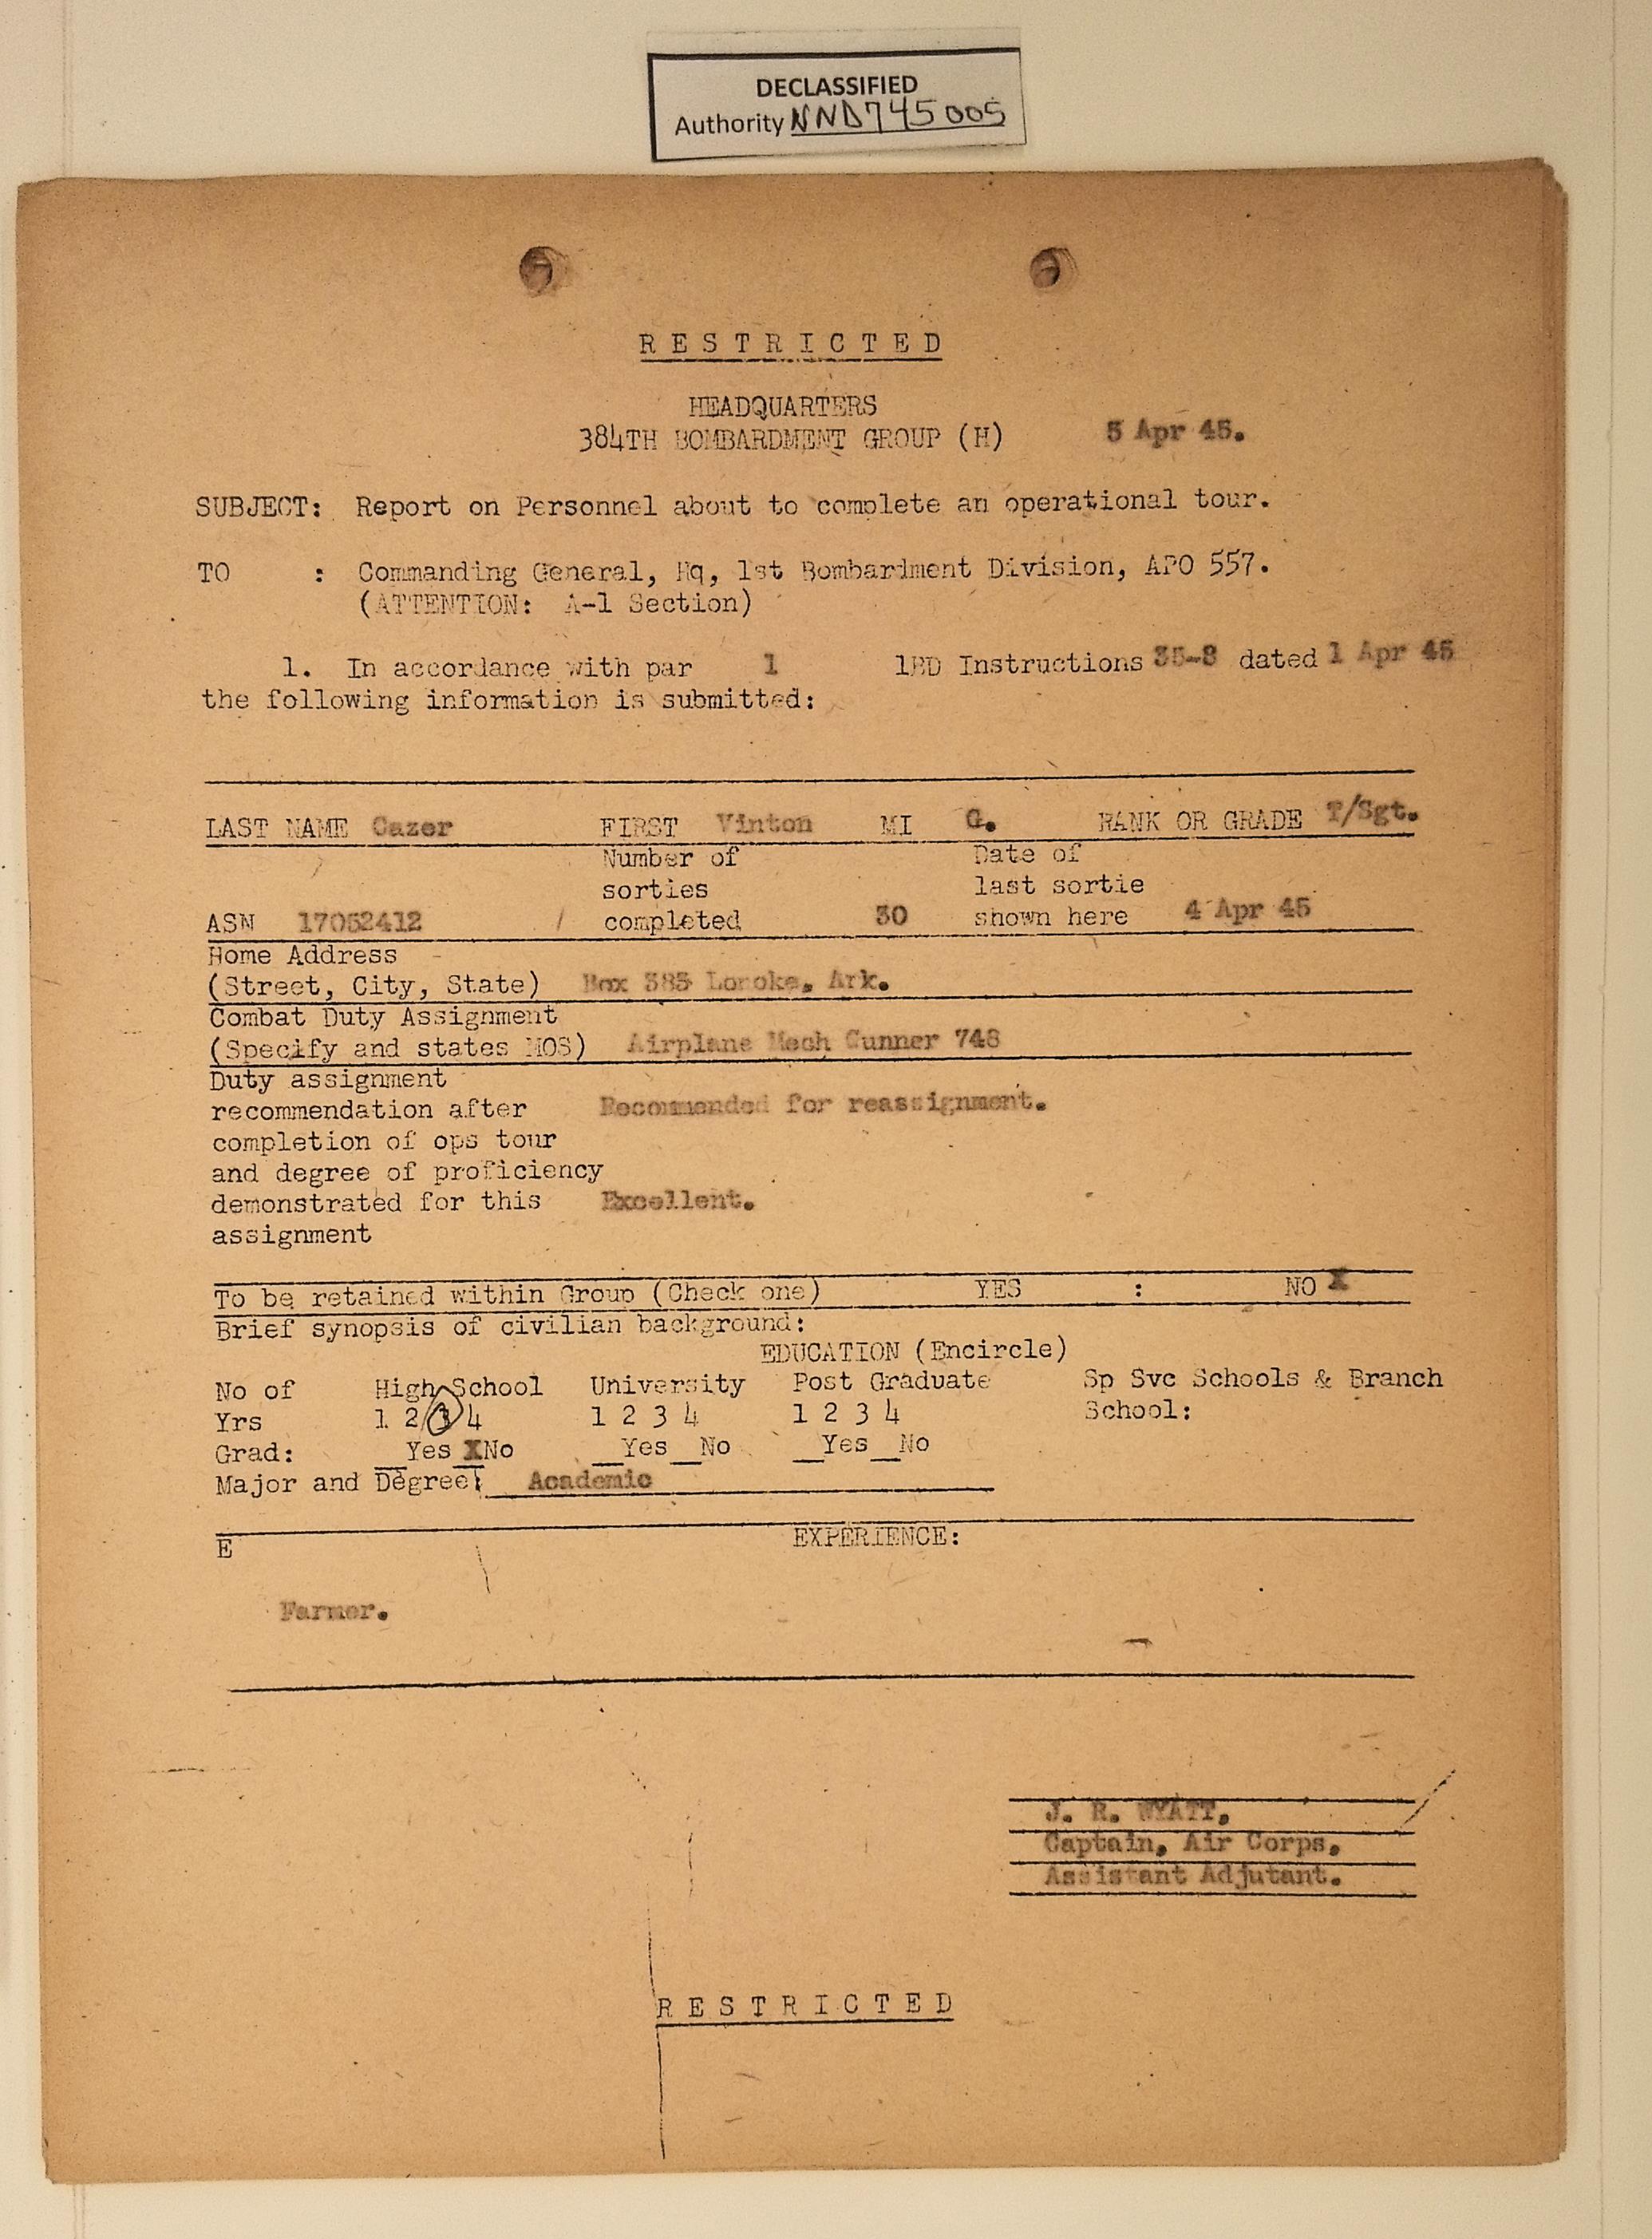 DECLASSIFIED
Authority NND745005
RESTRICTED
HEADQUARTERS
384TH BOMBARDMENT GROUP (H) 5 Apr 45.
SUBJECT: Report on Personnel about to complete an operational tour.
TO : Commanding General, Hq, 1st Bombardment Division, APO 557.
(ATTENTION: A-1 Section)
1. In accordance with par 1 1BD Instructions 35-8 dated 1 Apr 45
the following information is submitted:
LAST NAME Cazer FIRST Vinton MI G. RANK OR GRADE T/Sgt.
Number of Date of
sorties last sortie
ASN 17052412 completed 30 shown here 4 Apr 45
Home Address
(Street, City, State) Box 385 Lonoke, Ark.
Combat Duty Assignment
(Specify and states MOS) Airplane Mech Gunner 748
Duty assignment
recommendation after Recommended for reassignment.
completion of ops tour
and degree of proficiency
demonstrated for this Excellent.
assignment
To be retained within Group (Check one) YES : NO X
Brief synopsis of civilian background:
EDUCATION (Encircle)
No of High School University Post Graduate Sp Svc Schools & Branch
Yrs 1 2 3 4 1 2 3 4 1 2 3 4 School:
Grad: Yes X No __Yes __No __Yes __No
Major and Degree: Academic
E EXPERIENCE:
Farmer.
J. R. WYATT,
Captain, Air Corps,
Assistant Adjutant.
RESTRICTED